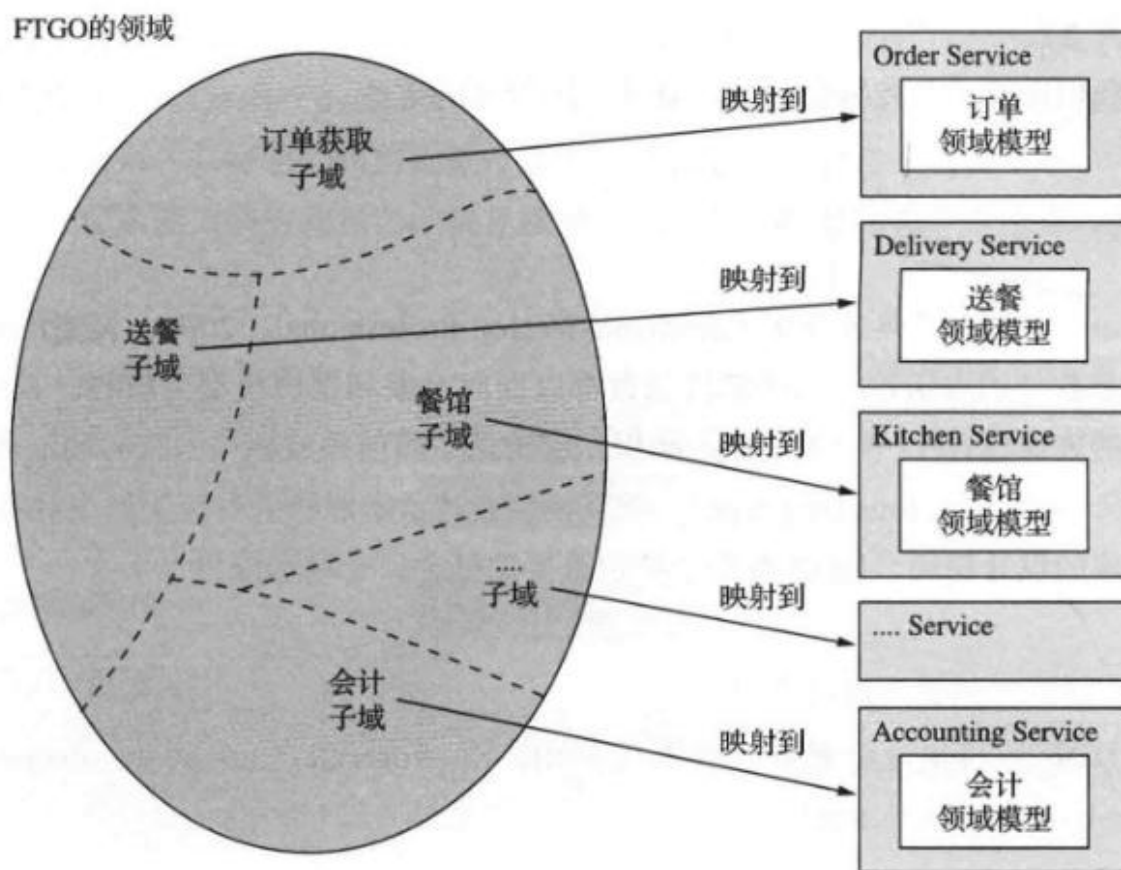 FTGO的领域
订单获取
子域
映射到
Order Service
订单
领域模型
送餐
子域
映射到
Delivery Service
送餐
领域模型
餐馆
子域
映射到
Kitchen Service
餐馆
领域模型
....
子域
映射到
.... Service
会计
子域
映射到
Accounting Service
会计
领域模型